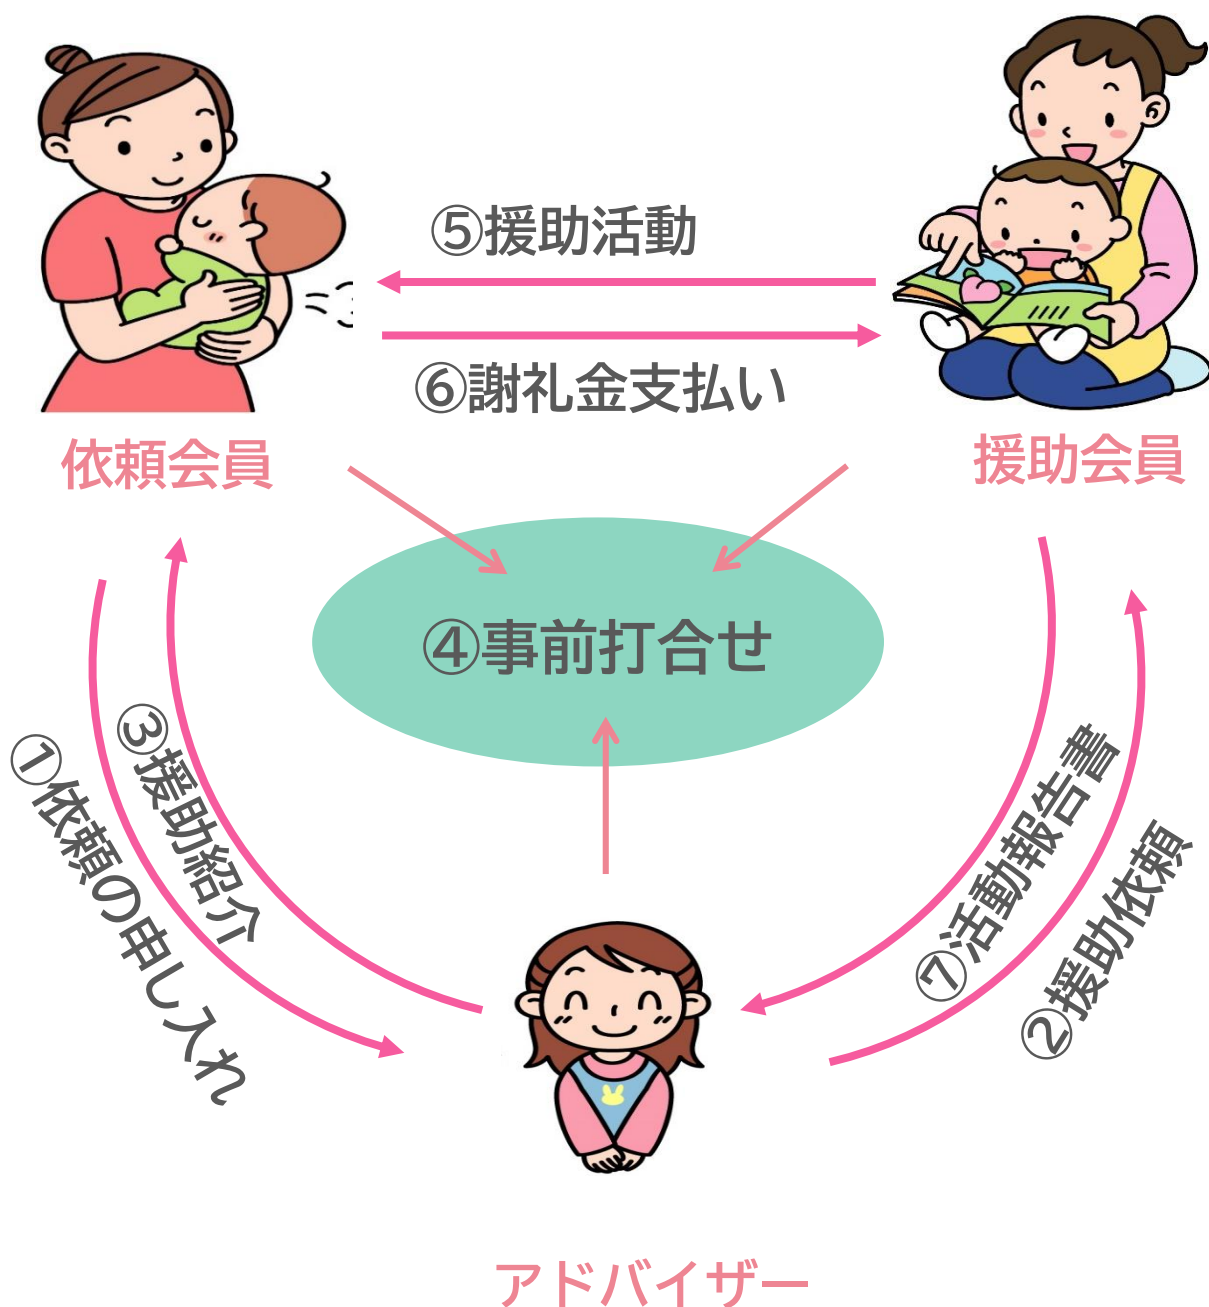 ⑤援助活動
⑥謝礼金支払い
依頼会員
援助会員
④事前打合せ
③援助紹介
①依頼の申し入れ
⑦活動報告書
②援助依頼
アドバイザー